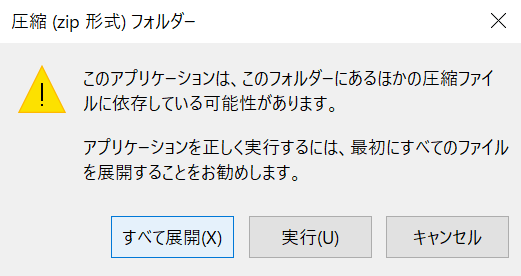 圧縮 (zip 形式) フォルダー
このアプリケーションは、このフォルダーにあるほかの圧縮ファイ
ルに依存している可能性があります。
アプリケーションを正しく実行するには、最初にすべてのファイル
を展開することをお勧めします。
すべて展開(X)
実行(U)
キャンセル